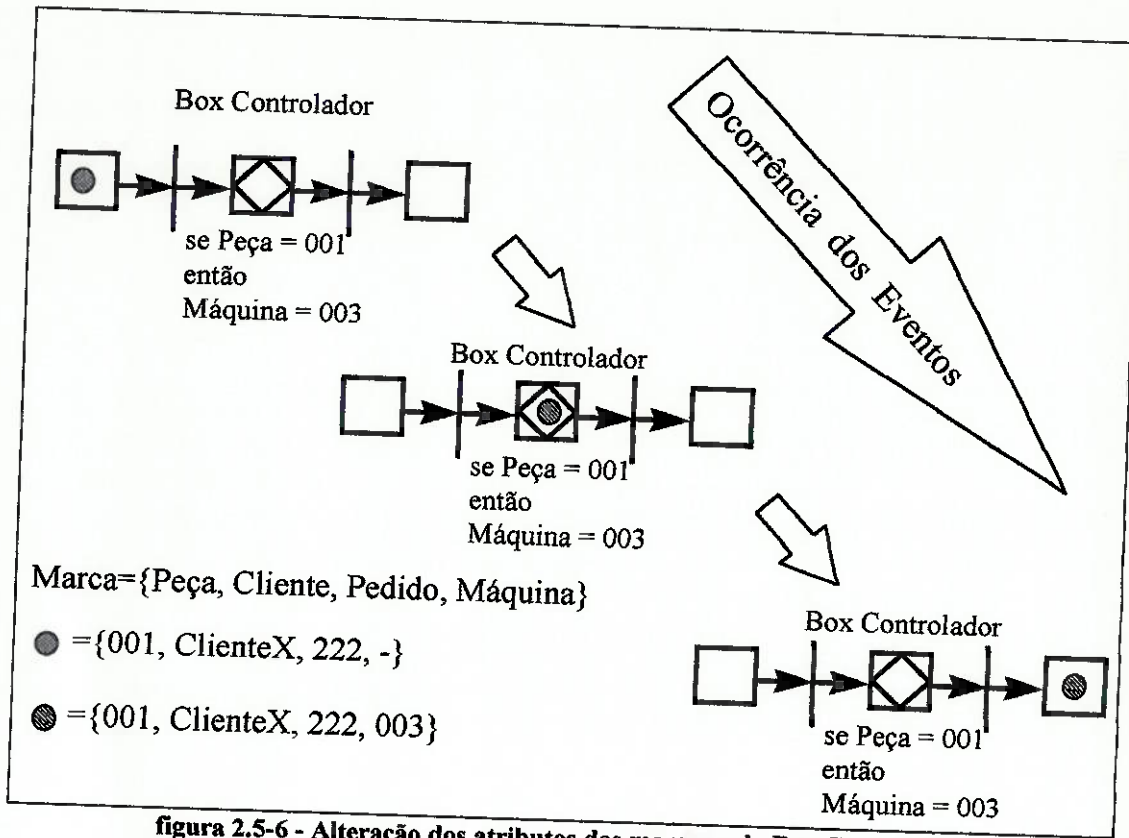 Box Controlador
se Peça = 001
então
Máquina = 003
Ocorrência dos Eventos
Box Controlador
se Peça = 001
então
Máquina = 003
Marca={Peça, Cliente, Pedido, Máquina}
={001, ClienteX, 222, -}
={001, ClienteX, 222, 003}
Box Controlador
se Peça = 001
então
Máquina = 003
figura 2.5-6 - Alteração dos atributos das